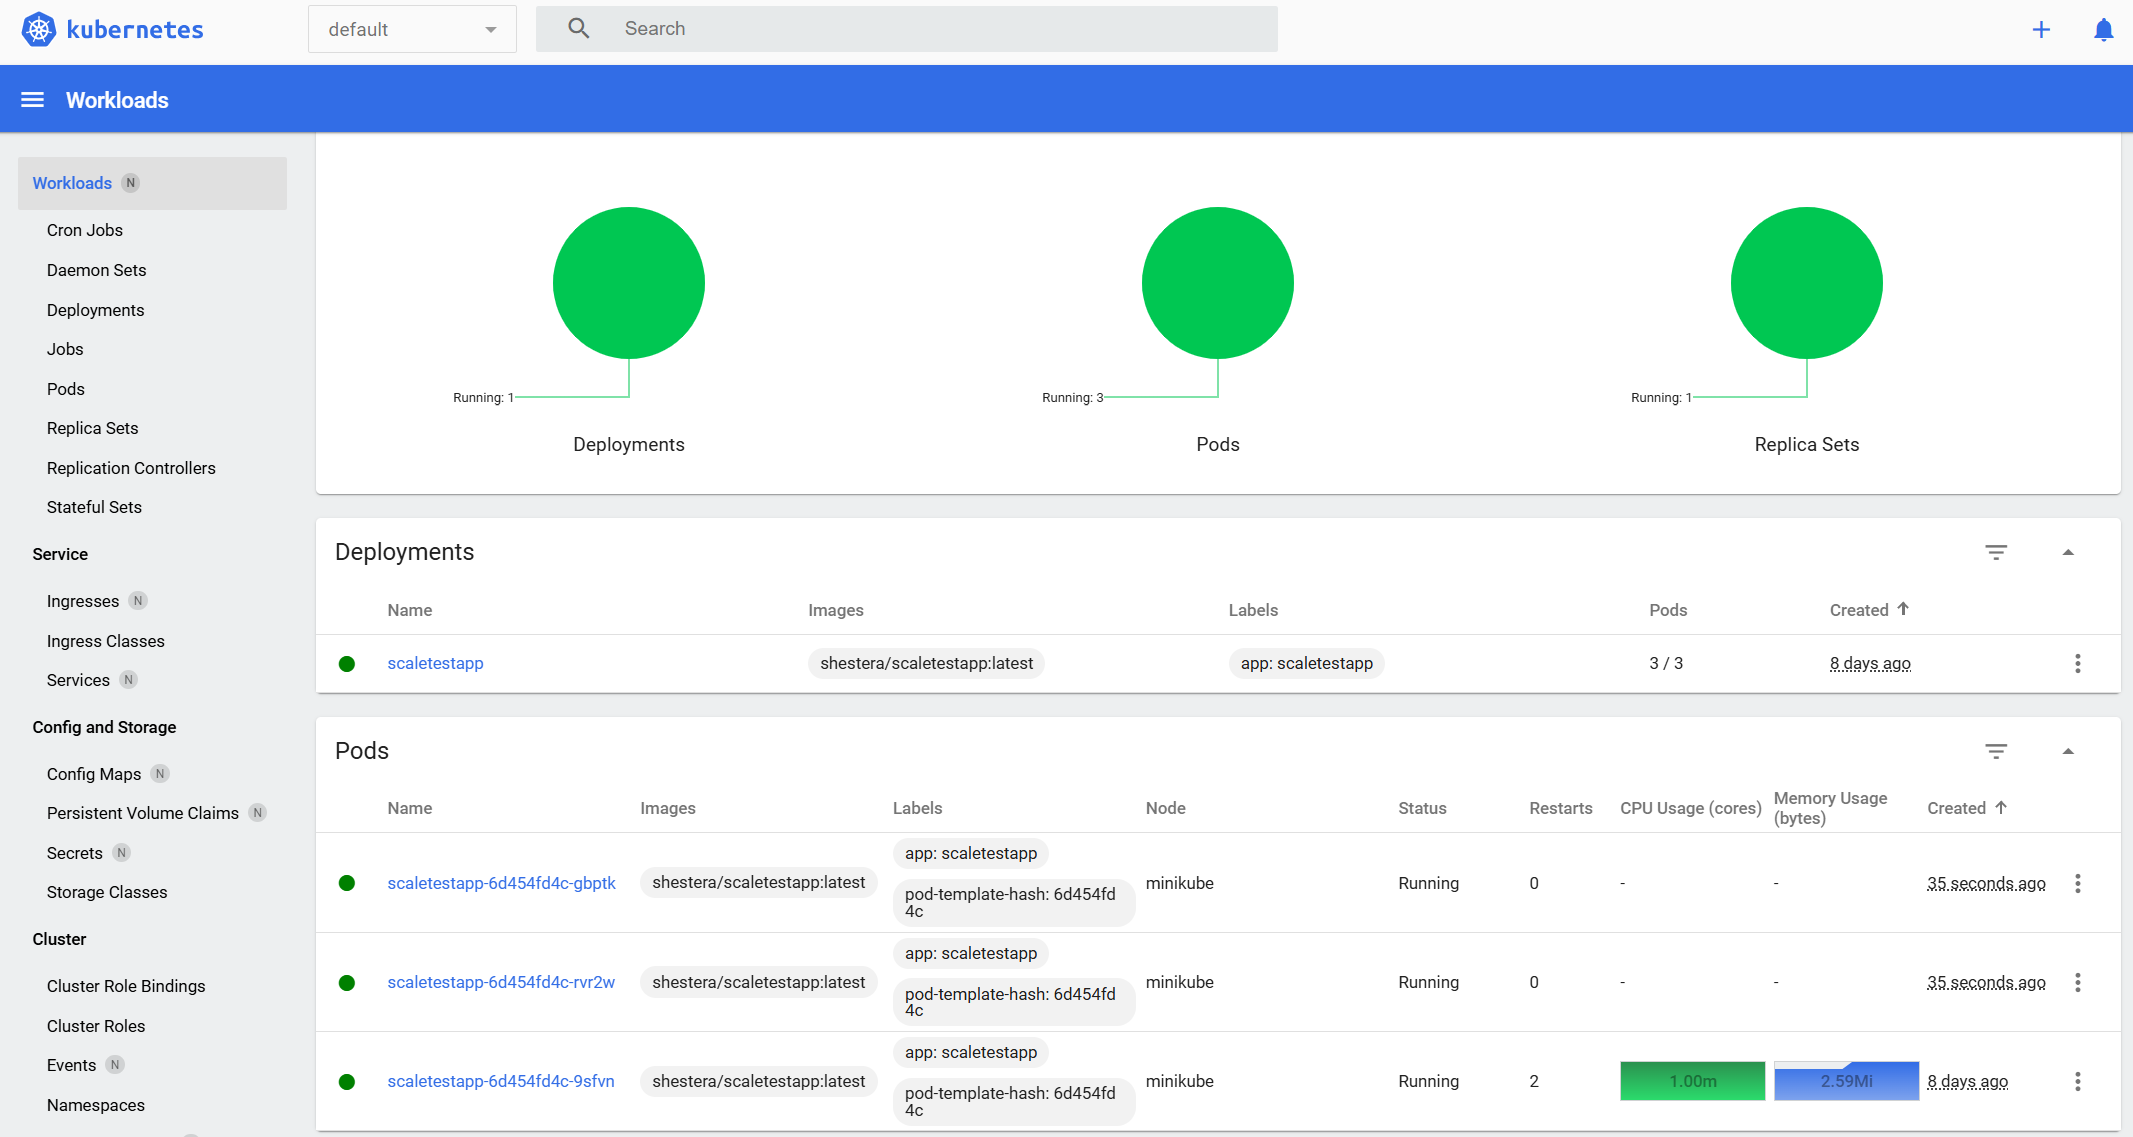 kubernetes
default
Search
Workloads
Workloads N
Cron Jobs
Daemon Sets
Deployments
Jobs
Pods
Replica Sets
Replication Controllers
Stateful Sets
Service
Ingresses N
Ingress Classes
Services N
Config and Storage
Config Maps N
Persistent Volume Claims N
Secrets N
Storage Classes
Cluster
Cluster Role Bindings
Cluster Roles
Events N
Namespaces
Running: 1
Deployments
Running: 3
Pods
Running: 1
Replica Sets
Deployments
Name Images Labels Pods Created
scaletestapp shestera/scaletestapp:latest app: scaletestapp 3 / 3 8 days ago
Pods
Name Images Labels Node Status Restarts CPU Usage (cores) Memory Usage
(bytes) Created
app: scaletestapp
scaletestapp-6d454fd4c-gbptk shestera/scaletestapp:latest minikube Running 0 - - 35 seconds ago
pod-template-hash: 6d454fd
4c
app: scaletestapp
scaletestapp-6d454fd4c-rvr2w shestera/scaletestapp:latest minikube Running 0 - - 35 seconds ago
pod-template-hash: 6d454fd
4c
app: scaletestapp
scaletestapp-6d454fd4c-9sfvn shestera/scaletestapp:latest minikube Running 2 1.00m 2.59Mi 8 days ago
pod-template-hash: 6d454fd
4c